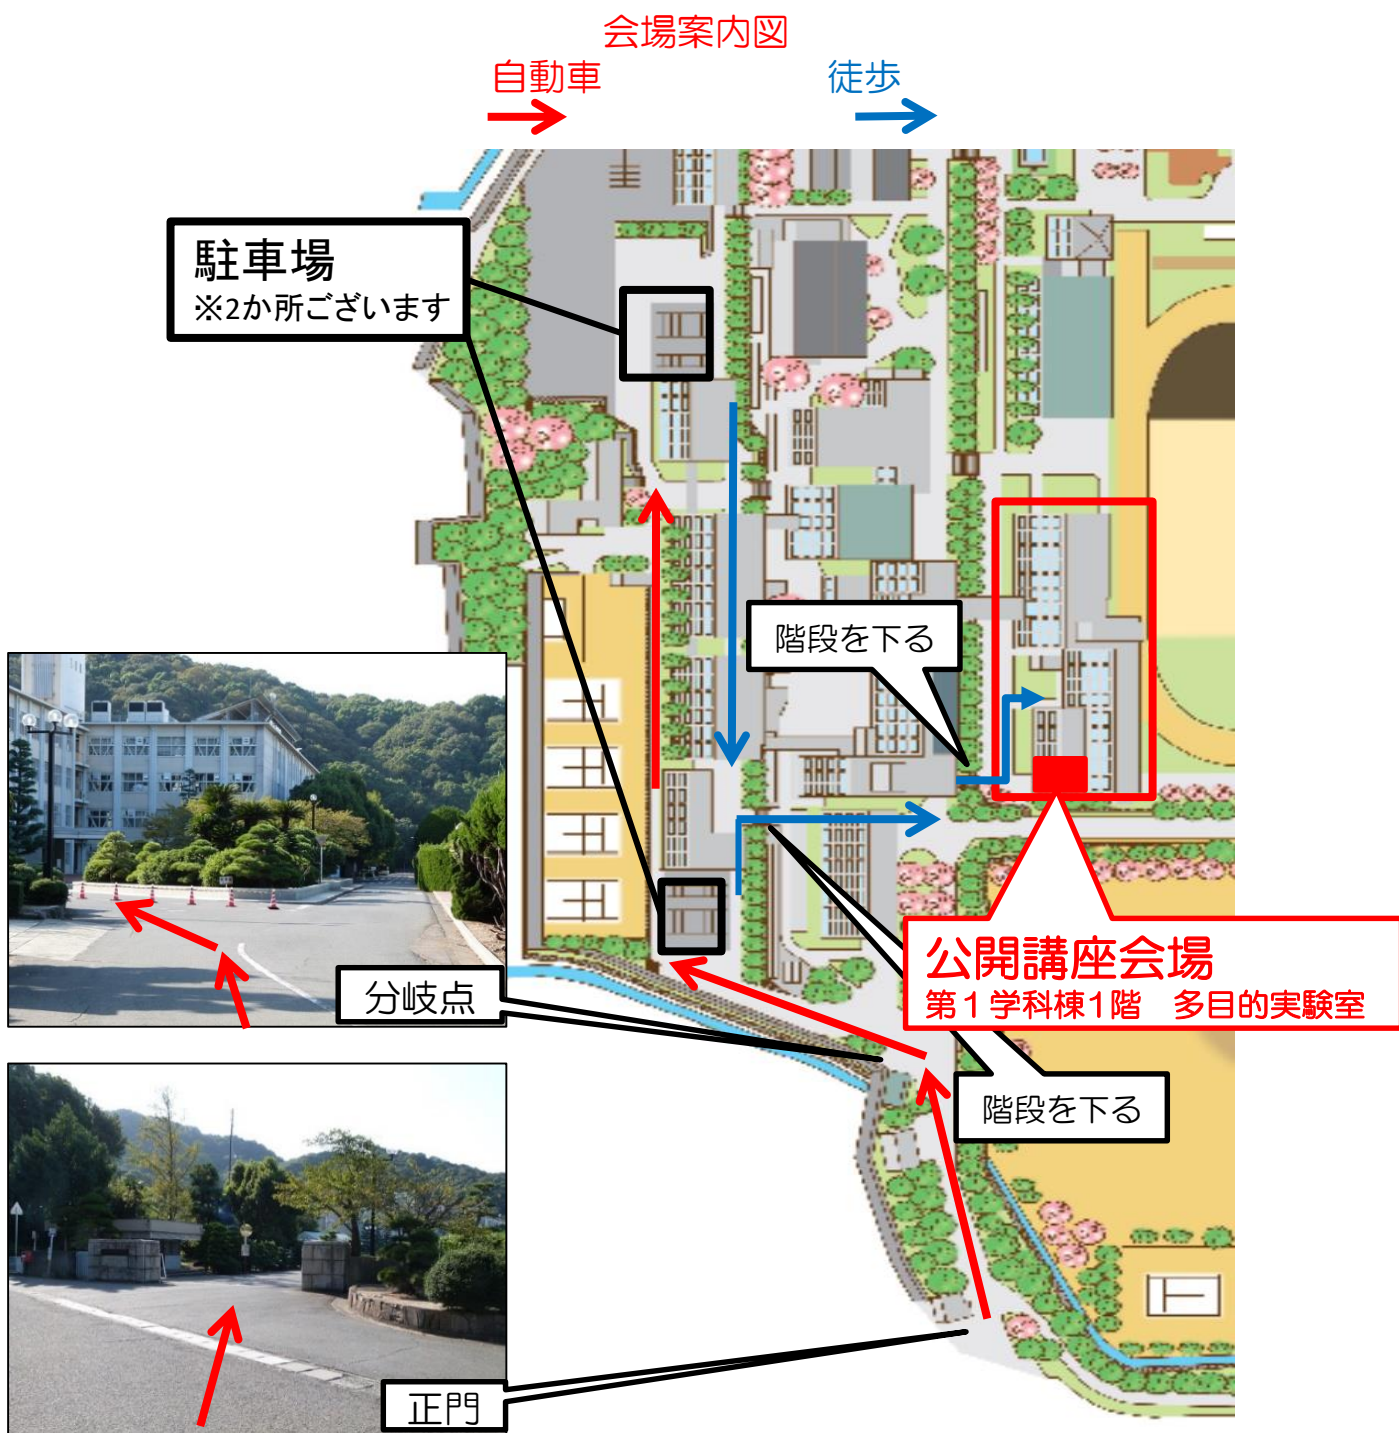 会場案内図
自動車
徒歩
駐車場
※2か所ございます
階段を下る
分岐点
公開講座会場
第1学科棟1階　多目的実験室
階段を下る
正門